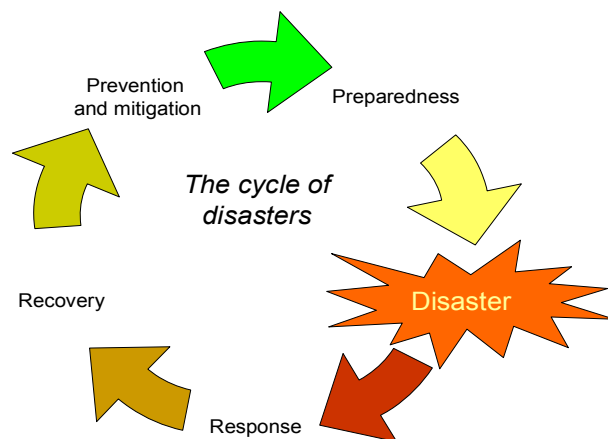 Prevention
and mitigation
Preparedness
The cycle of
disasters
Disaster
Recovery
Response